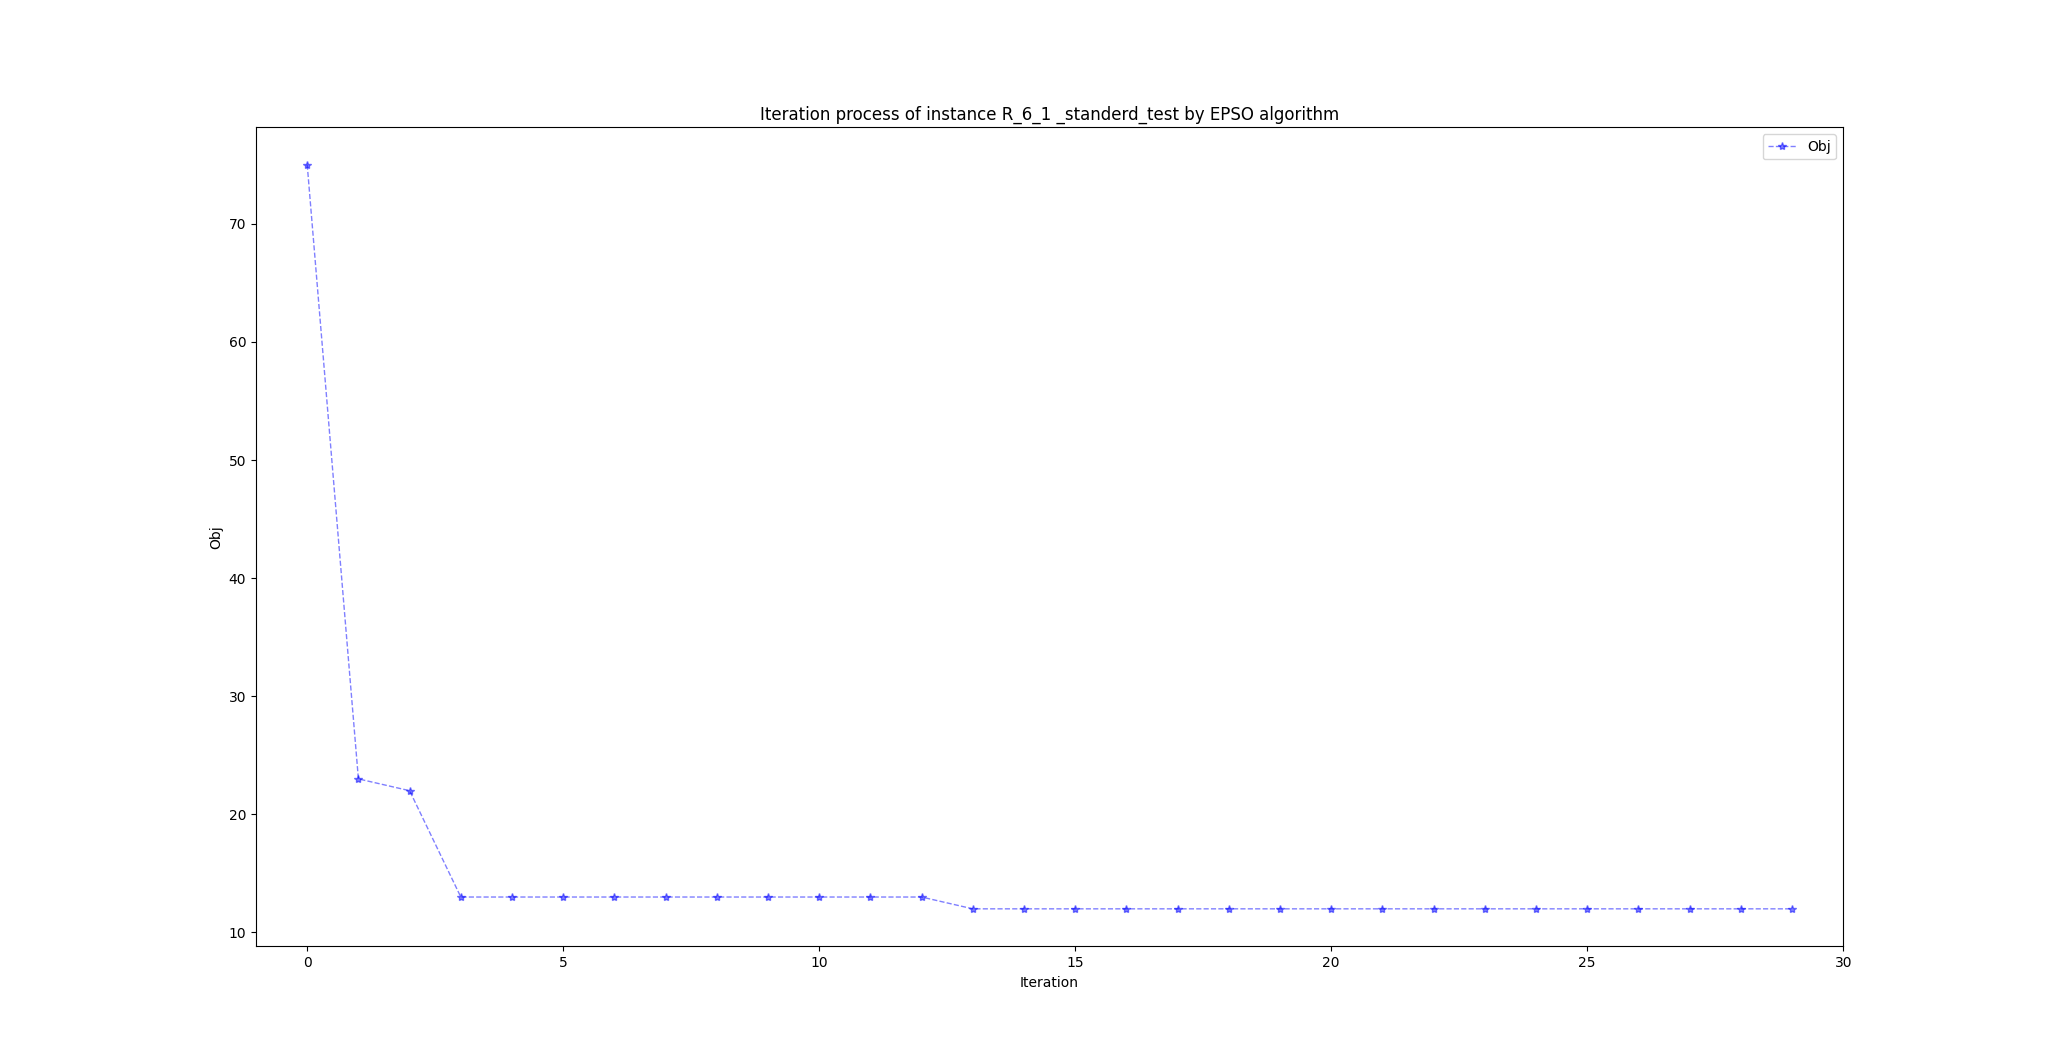 Iteration process of instance R_6_1 _standerd_test by EPSO algorithm
Obj
70
60
50
40
30
20
10
Obj
0 5 10 15 20 25 30
Iteration